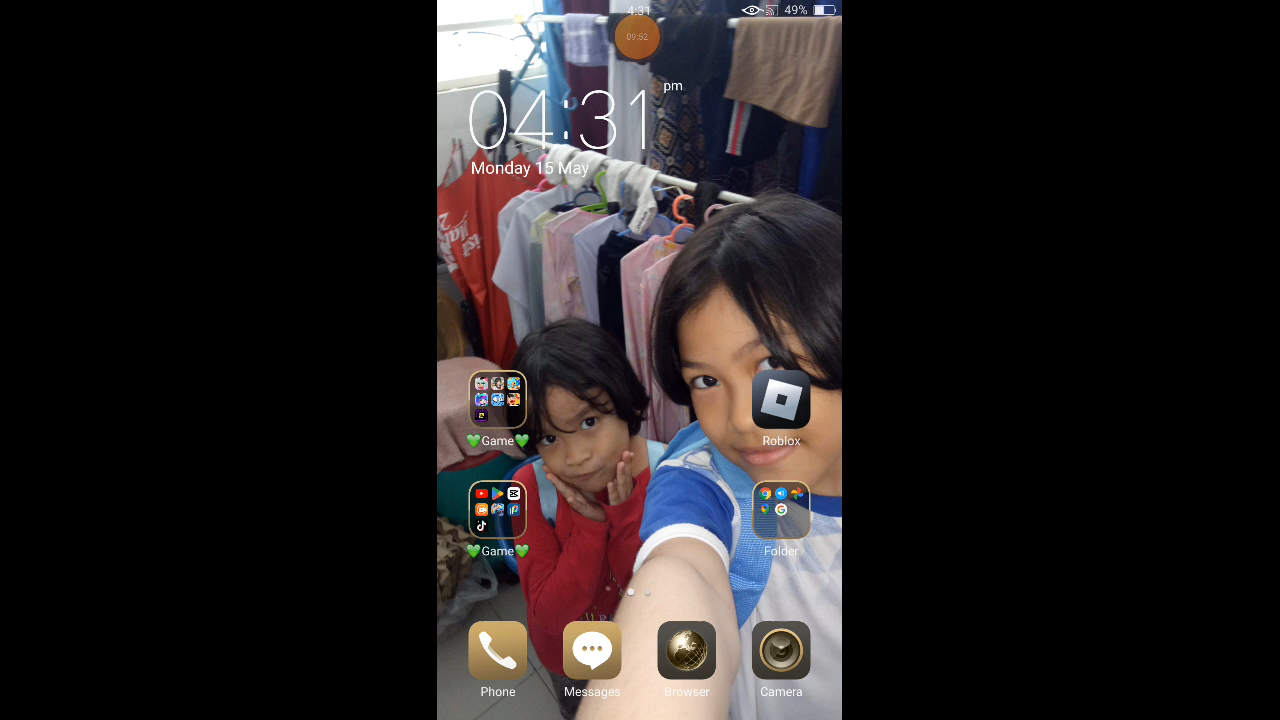 4:31
49%
09:52
04:31 pm
Monday 15 May
💚Game💚
Roblox
💚Game💚
Folder
Phone
Messages
Browser
Camera